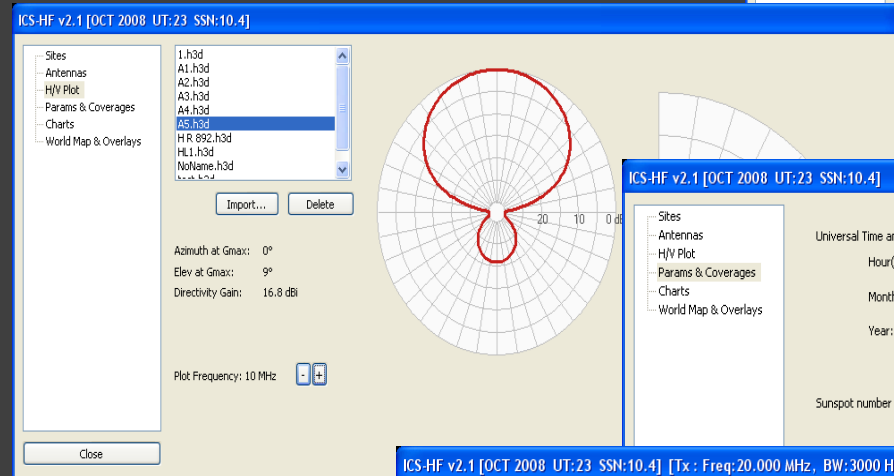 ICS-HF v2.1 [OCT 2008 UT:23 SSN:10.4]
Sites
Antennas
H/V Plot
Params & Coverages
Charts
World Map & Overlays
1.h3d
A1.h3d
A2.h3d
A3.h3d
A4.h3d
A5.h3d
H R 892.h3d
HL1.h3d
NoName.h3d
Import...
Delete
Azimuth at Gmax: 0°
Elev at Gmax: 9°
Directivity Gain: 16.8 dBi
Plot Frequency: 10 MHz
-
+
Close
20 10 0
ICS-HF v2.1 [OCT 2008 UT:23 SSN:10.4]
Sites
Antennas
H/V Plot
Params & Coverages
Charts
World Map & Overlays
Universal Time
Hour(
Month
Year:
Sunspot number
ICS-HF v2.1 [OCT 2008 UT:23 SSN:10.4] [Tx : Freq:20.000 MHz, BW:3000 H